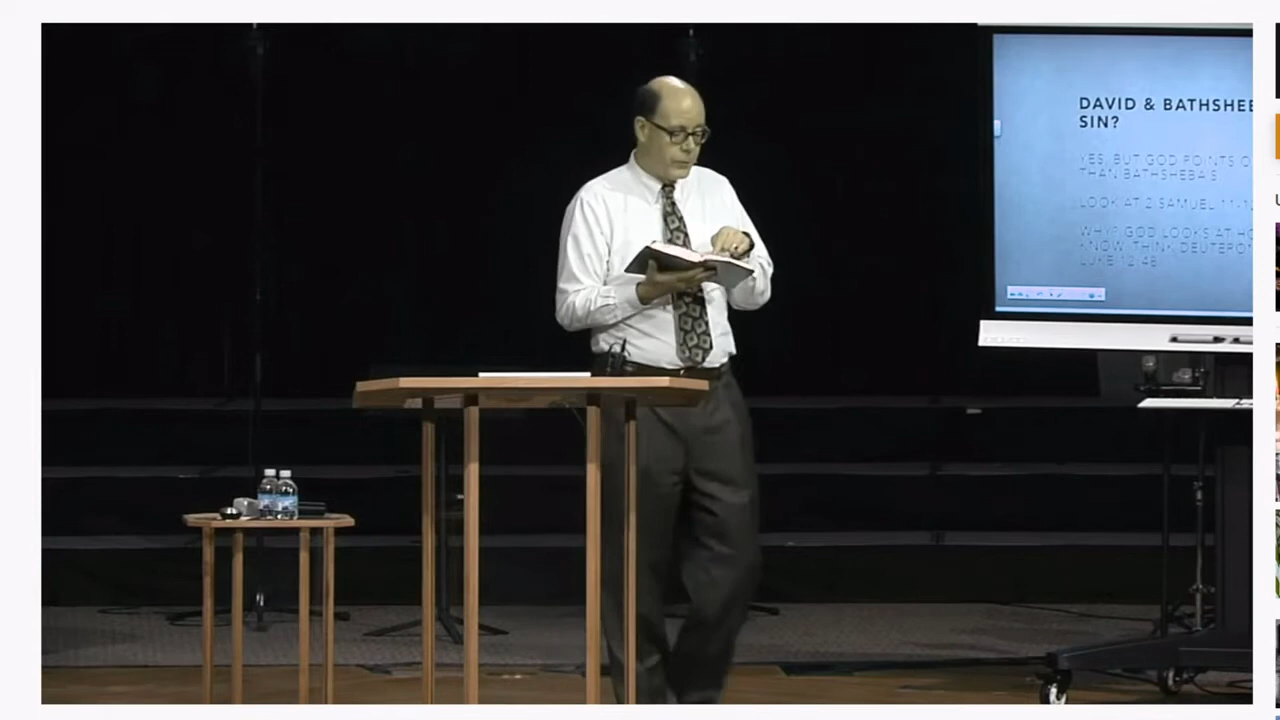 DAVID & BATHSHEB
SIN?
YES, BUT GOD POINTS O
THAN BATHSHEBA'S
LOOK AT 2 SAMUEL 11-12
WHY? GOD LOOKS AT HO
KNOW. THINK DEUTERO
LUKE 12:48
U